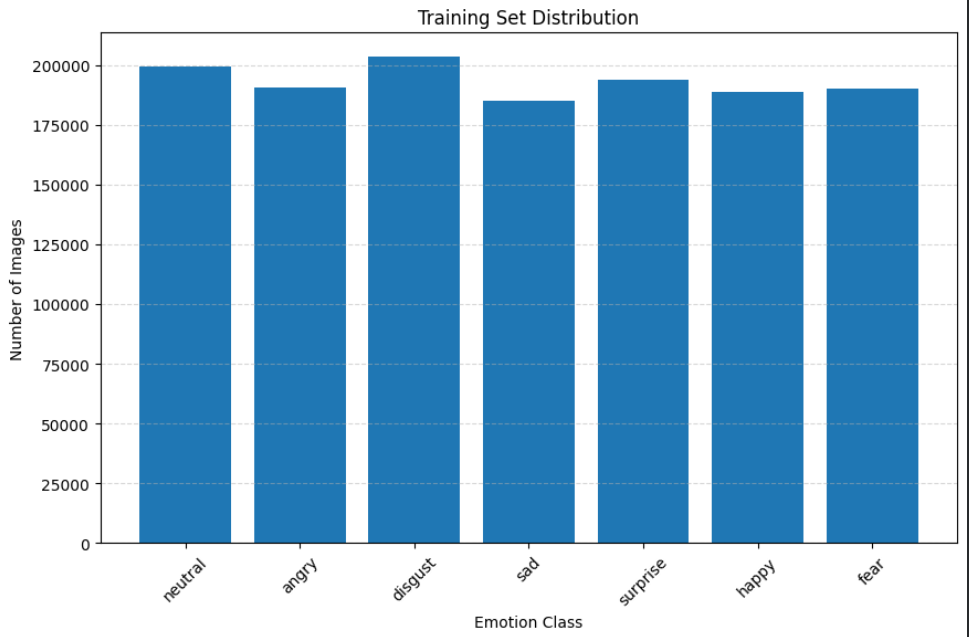 Training Set Distribution
Number of Images
200000
175000
150000
125000
100000
75000
50000
25000
0
neutral
angry
disgust
sad
surprise
happy
fear
Emotion Class